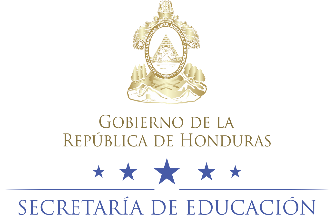 GOBIERNO DE LA
REPÚBLICA DE HONDURAS
SECRETARÍA DE EDUCACIÓN